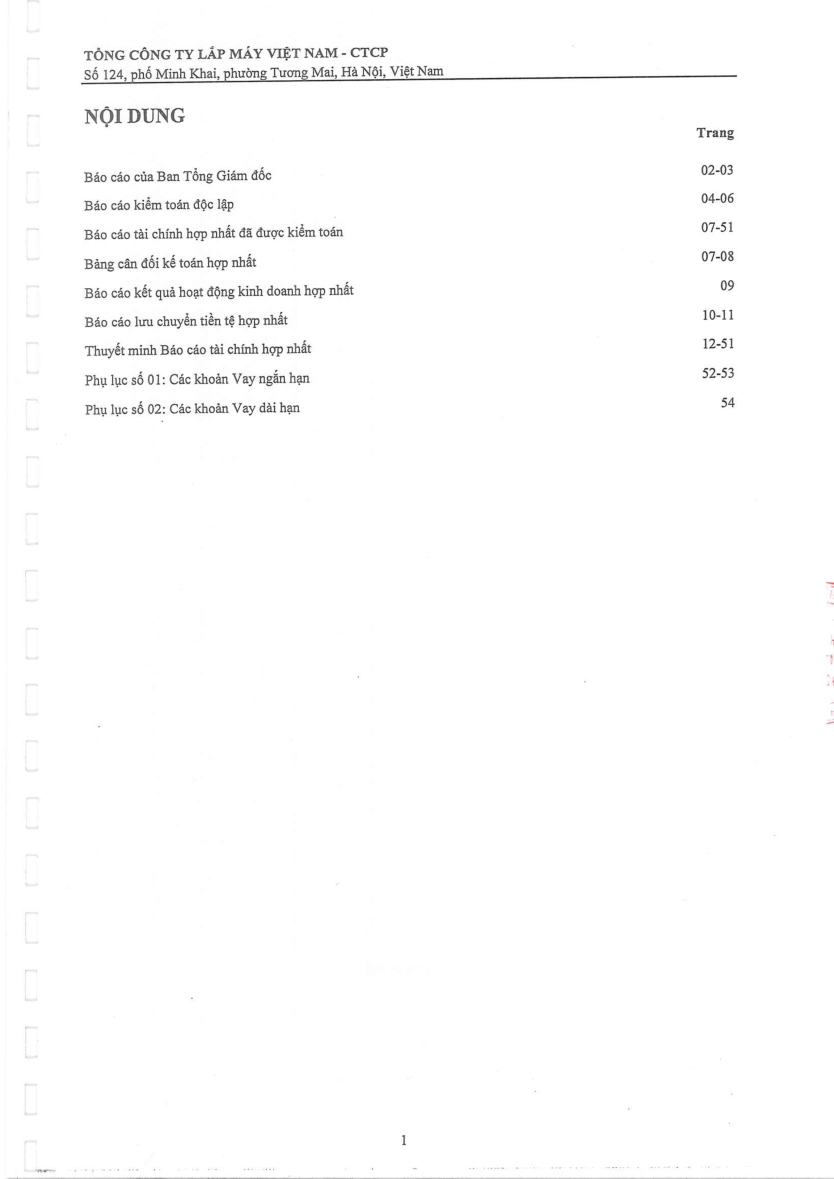 TỔNG CÔNG TY LẮP MÁY VIỆT NAM - CTCP
Số 124, phố Minh Khai, phường Tương Mai, Hà Nội, Việt Nam
NỘI DUNG
Trang
Báo cáo của Ban Tổng Giám đốc 02-03
Báo cáo kiểm toán độc lập 04-06
Báo cáo tài chính hợp nhất đã được kiểm toán 07-51
Bảng cân đối kế toán hợp nhất 07-08
Báo cáo kết quả hoạt động kinh doanh hợp nhất 09
Báo cáo lưu chuyển tiền tệ hợp nhất 10-11
Thuyết minh Báo cáo tài chính hợp nhất 12-51
Phụ lục số 01: Các khoản Vay ngắn hạn 52-53
Phụ lục số 02: Các khoản Vay dài hạn 54
1